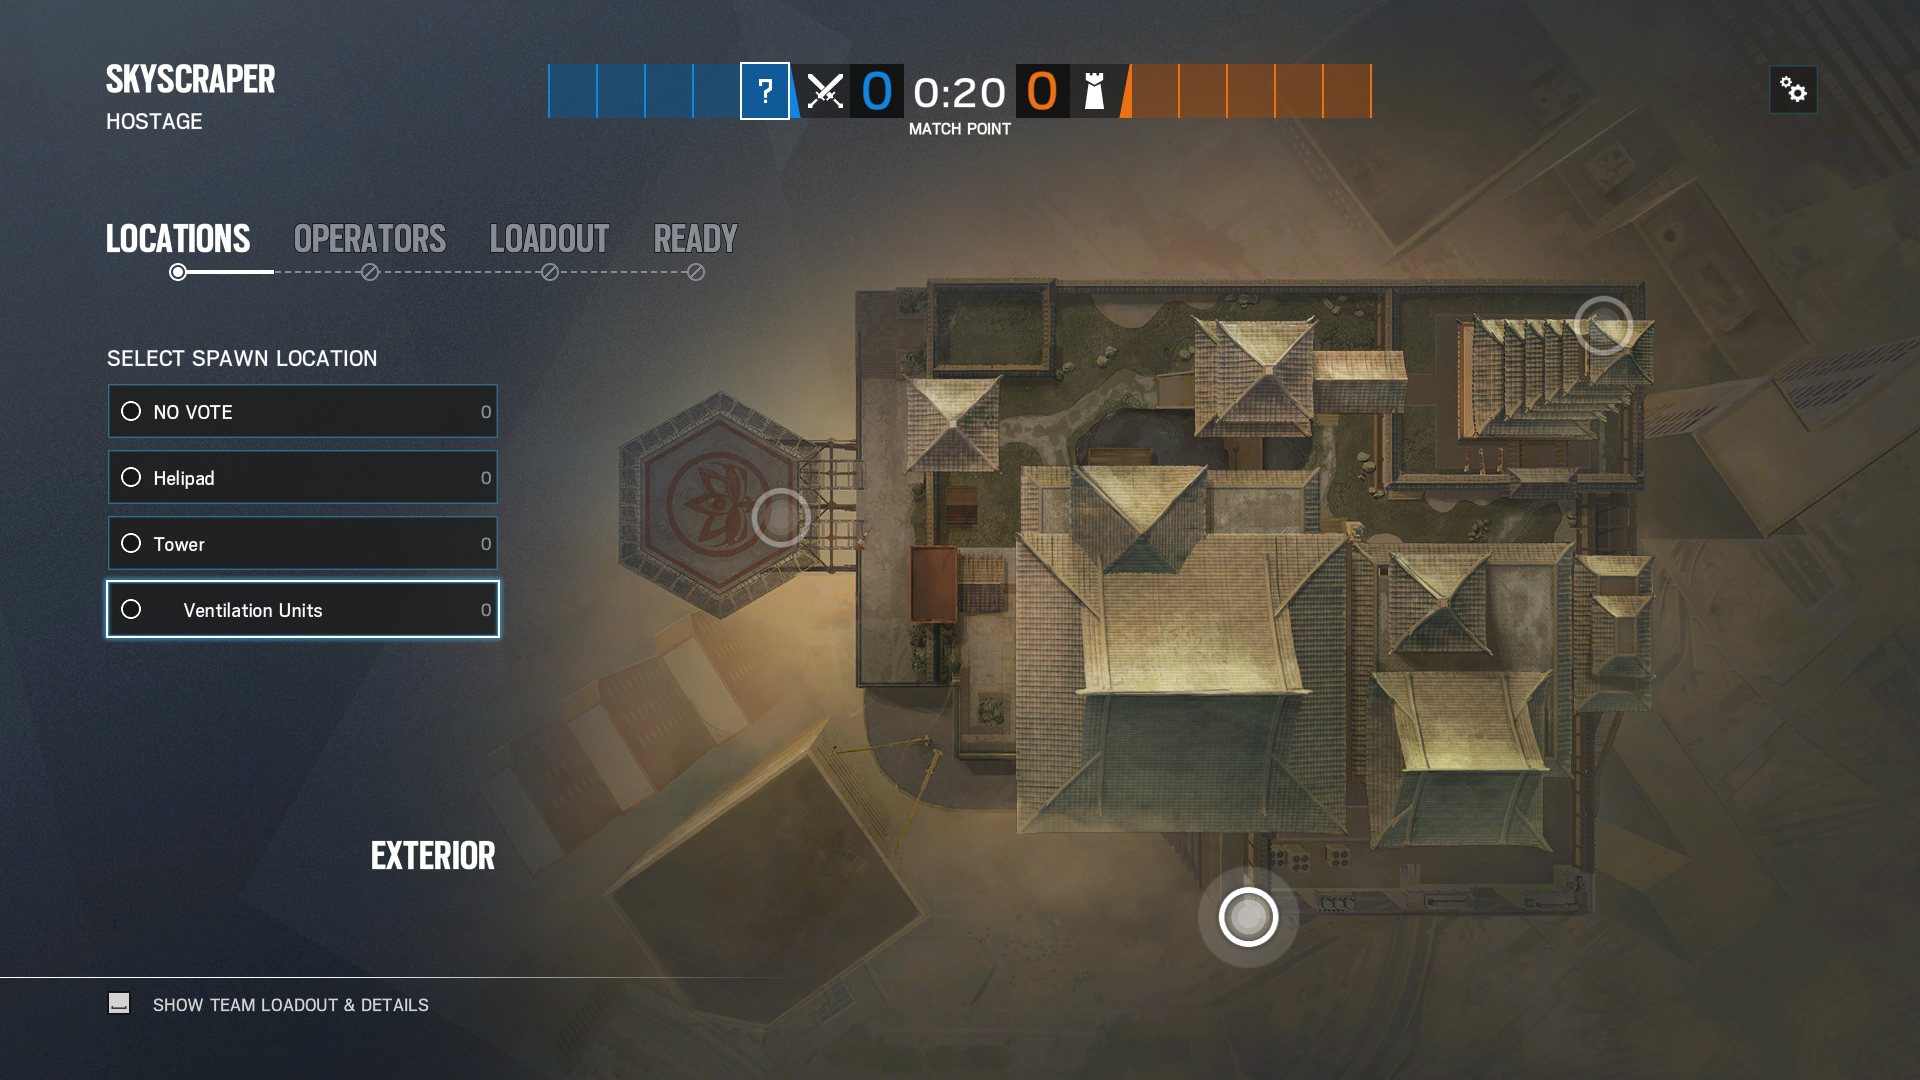 SKYSCRAPER
HOSTAGE
? 0 0:20 0
MATCH POINT
LOCATIONS OPERATORS LOADOUT READY
SELECT SPAWN LOCATION
NO VOTE 0
Helipad 0
Tower 0
Ventilation Units 0
EXTERIOR
SHOW TEAM LOADOUT & DETAILS